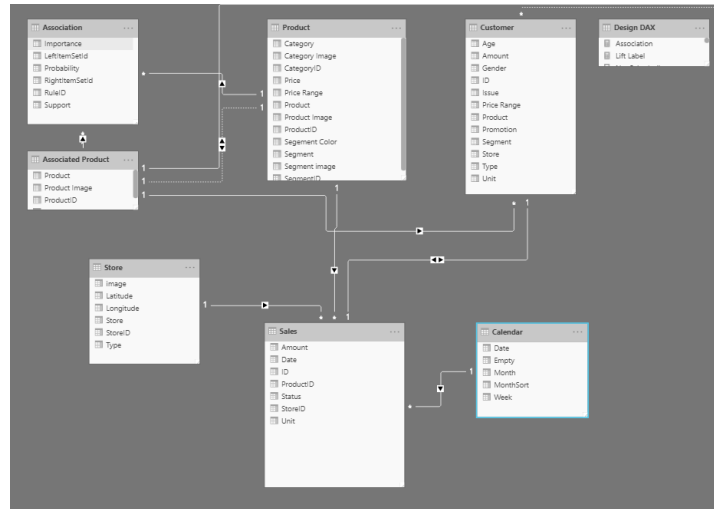 Association
Importance
LeftItemSetId
Probability
RightItemSetId
RuleID
Support
Product
Category
Category Image
CategoryID
Price
Price Range
Product
Product Image
ProductID
Segement Color
Segment
Segment image
SegmentID
Customer
Age
Amount
Gender
ID
Issue
Price Range
Product
Promotion
Segment
Store
Type
Unit
Design DAX
Association
Lift Label
Associated Product
Product
Product Image
ProductID
Store
Image
Latitude
Longitude
Store
StoreID
Type
Sales
Amount
Date
ID
ProductID
Status
StoreID
Unit
Calendar
Date
Empty
Month
MonthSort
Week
*
1
1
*
1
1
1
1
*
1
1
*
*
1
1
*
*